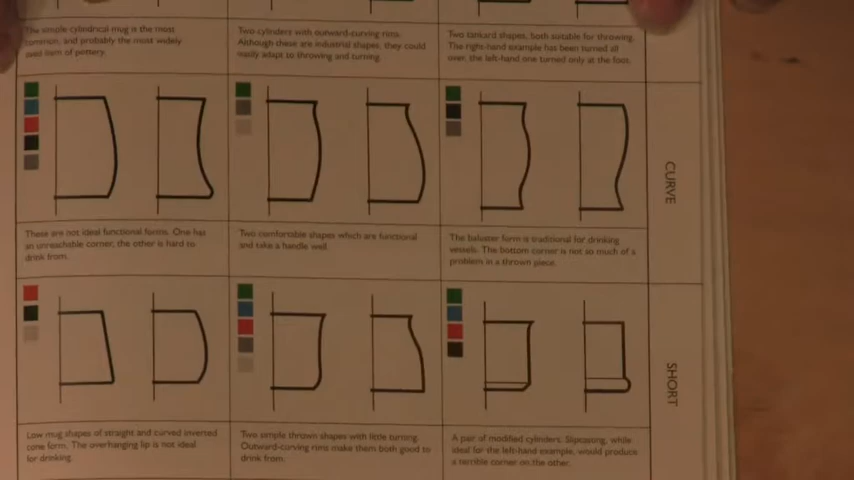 The simple cylindrical mug is the most
common, and probably the most widely
used item of pottery.
Two cylinders with outward-curving rims.
Although these are industrial shapes, they could
easily adapt to throwing and turning.
Two tankard shapes, both suitable for throwing.
The right-hand example has been turned all
over, the left-hand one turned only at the foot.
CURVE
These are not ideal functional forms. One has
an unreachable corner, the other is hard to
drink from.
Two comfortable shapes which are functional
and take a handle well.
The baluster form is traditional for drinking
vessels. The bottom corner is not so much of a
problem in a thrown piece.
SHORT
Low mug shapes of straight and curved inverted
cone form. The overhanging lip is not ideal
for drinking.
Two simple thrown shapes with little turning.
Outward-curving rims make them both good to
drink from.
A pair of modified cylinders. Slipcasting, while
ideal for the left-hand example, would produce
a terrible corner on the other.